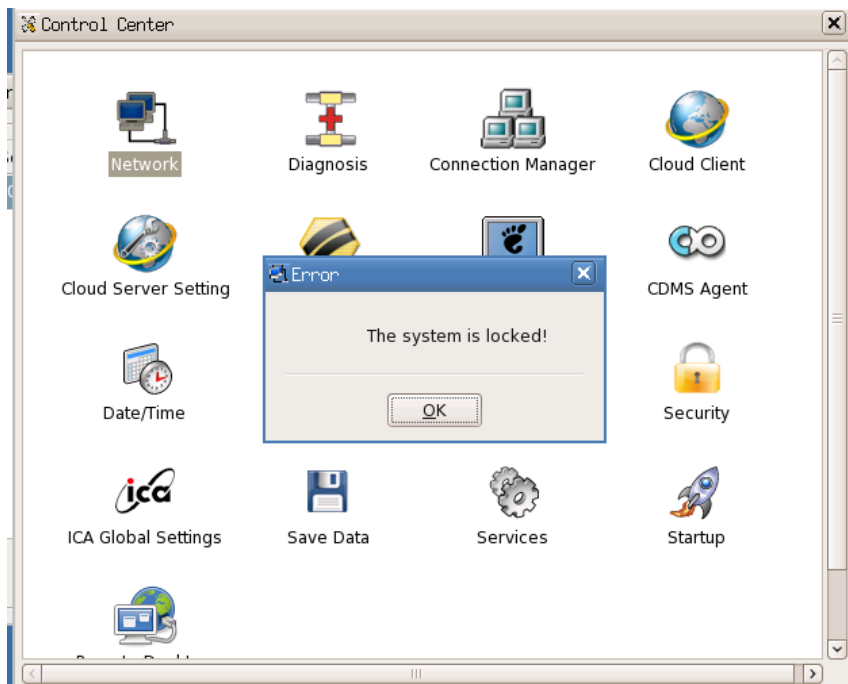 Control Center
Network
Diagnosis
Connection Manager
Cloud Client
Cloud Server Setting
CDMS Agent
Error
The system is locked!
OK
Date/Time
Security
ica
ICA Global Settings
Save Data
Services
Startup